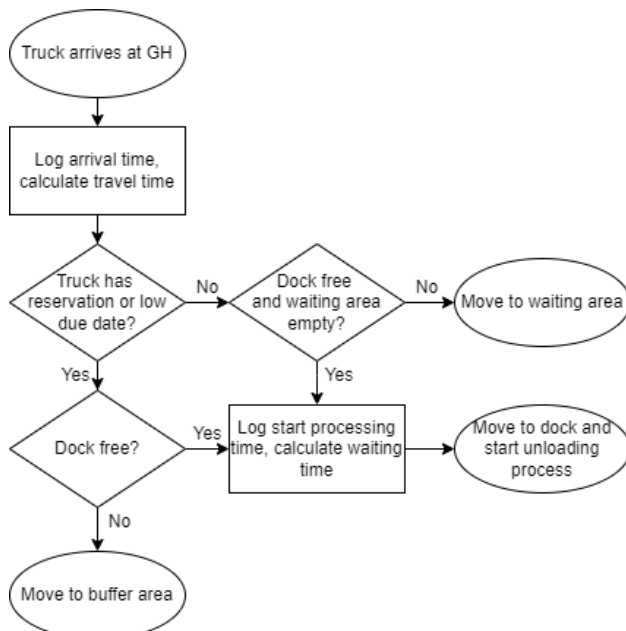 Truck arrives at GH
Log arrival time,
calculate travel time
Truck has
reservation or low
due date?
No
Dock free
and waiting area
empty?
No
Move to waiting area
Yes
Yes
Dock free?
Yes
Log start processing
time, calculate waiting
time
Move to dock and
start unloading
process
No
Move to buffer area